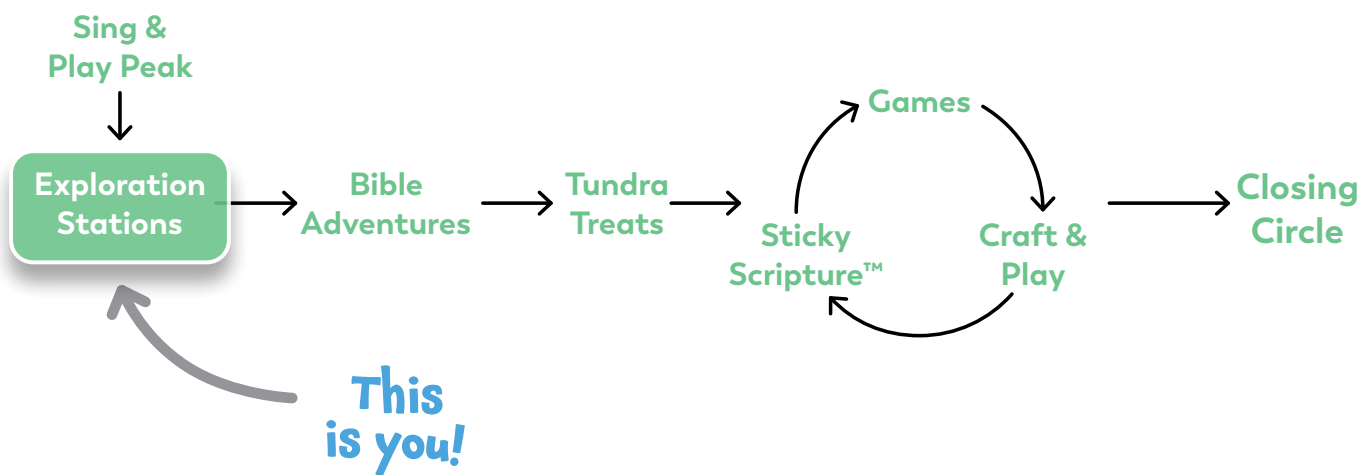 Sing &
Play Peak
Exploration
Stations
Bible
Adventures
Tundra
Treats
Sticky
Scripture™
Games
Craft &
Play
Closing
Circle
This
is you!